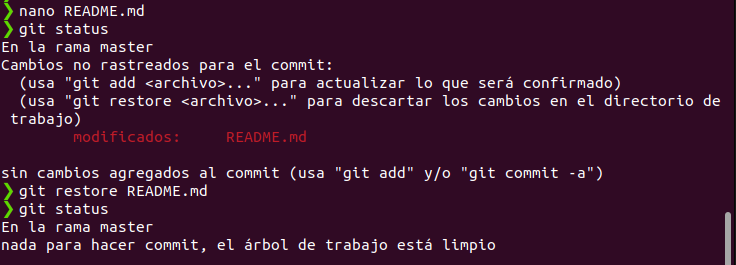 ❯ nano README.md
❯ git status
En la rama master
Cambios no rastreados para el commit:
  (usa "git add <archivo>..." para actualizar lo que será confirmado)
  (usa "git restore <archivo>..." para descartar los cambios en el directorio de
 trabajo)
        modificados:     README.md

sin cambios agregados al commit (usa "git add" y/o "git commit -a")
❯ git restore README.md
❯ git status
En la rama master
nada para hacer commit, el árbol de trabajo está limpio